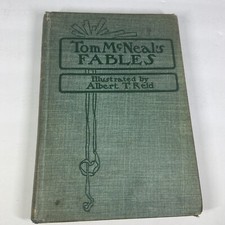 Tom McNeal's
FABLES
Illustrated by
Albert T. Reid